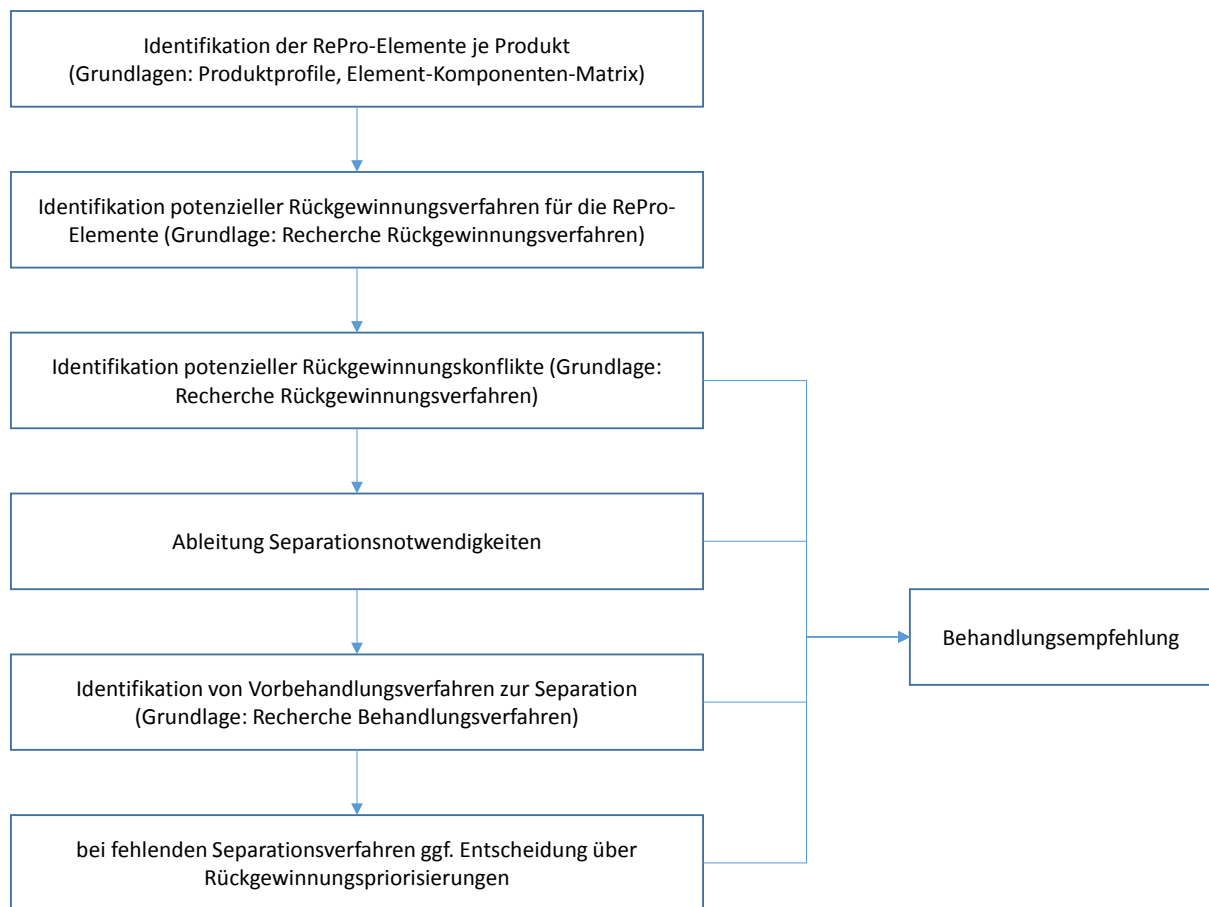 Identifikation der RePro-Elemente je Produkt
(Grundlagen: Produktprofile, Element-Komponenten-Matrix)
Identifikation potenzieller Rückgewinnungsverfahren für die RePro-
Elemente (Grundlage: Recherche Rückgewinnungsverfahren)
Identifikation potenzieller Rückgewinnungskonflikte (Grundlage:
Recherche Rückgewinnungsverfahren)
Ableitung Separationsnotwendigkeiten
Identifikation von Vorbehandlungsverfahren zur Separation
(Grundlage: Recherche Behandlungsverfahren)
bei fehlenden Separationsverfahren ggf. Entscheidung über
Rückgewinnungspriorisierungen
Behandlungsempfehlung